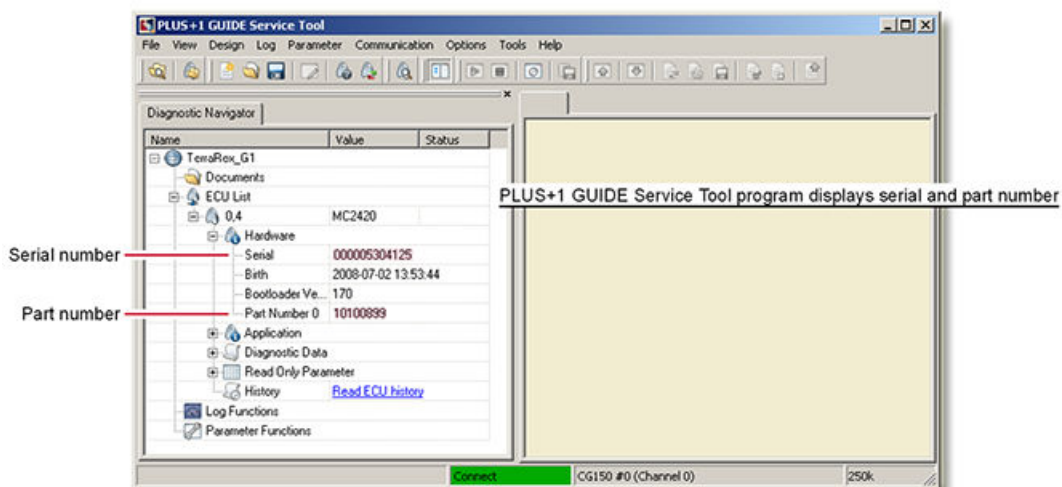 PLUS+1 GUIDE Service Tool
File View Design Log Parameter Communication Options Tools Help
Diagnostic Navigator
Name Value Status
TerraRex_G1
Documents
ECU List
0,4 MC2420
Hardware
Serial number
Serial 000005304125
Birth 2008-07-02 13:53:44
Bootloader Ve... 170
Part number
Part Number 0 10100899
Application
Diagnostic Data
Read Only Parameter
History Read ECU history
Log Functions
Parameter Functions
PLUS+1 GUIDE Service Tool program displays serial and part number
Connect CG150 #0 (Channel 0) 250k